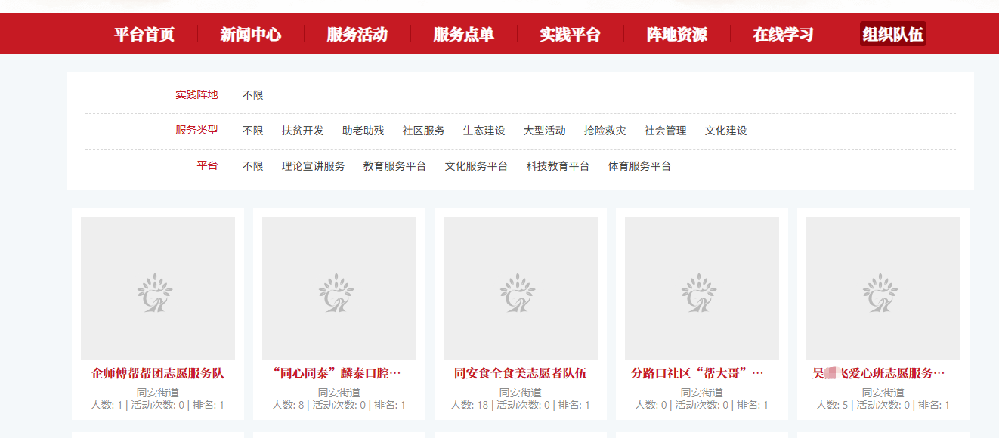 平台首页 新闻中心 服务活动 服务点单 实践平台 阵地资源 在线学习 组织队伍
实践阵地 不限
服务类型 不限 扶贫开发 助老助残 社区服务 生态建设 大型活动 抢险救灾 社会管理 文化建设
平台 不限 理论宣讲服务 教育服务平台 文化服务平台 科技教育平台 体育服务平台
企师傅帮帮团志愿服务队
同安街道
人数: 1 | 活动次数: 0 | 排名: 1
“同心同泰”麟泰口腔…
同安街道
人数: 8 | 活动次数: 0 | 排名: 1
同安食全食美志愿者队伍
同安街道
人数: 18 | 活动次数: 0 | 排名: 1
分路口社区“帮大哥”…
同安街道
人数: 0 | 活动次数: 0 | 排名: 1
吴飞爱心班志愿服务…
同安街道
人数: 5 | 活动次数: 0 | 排名: 1